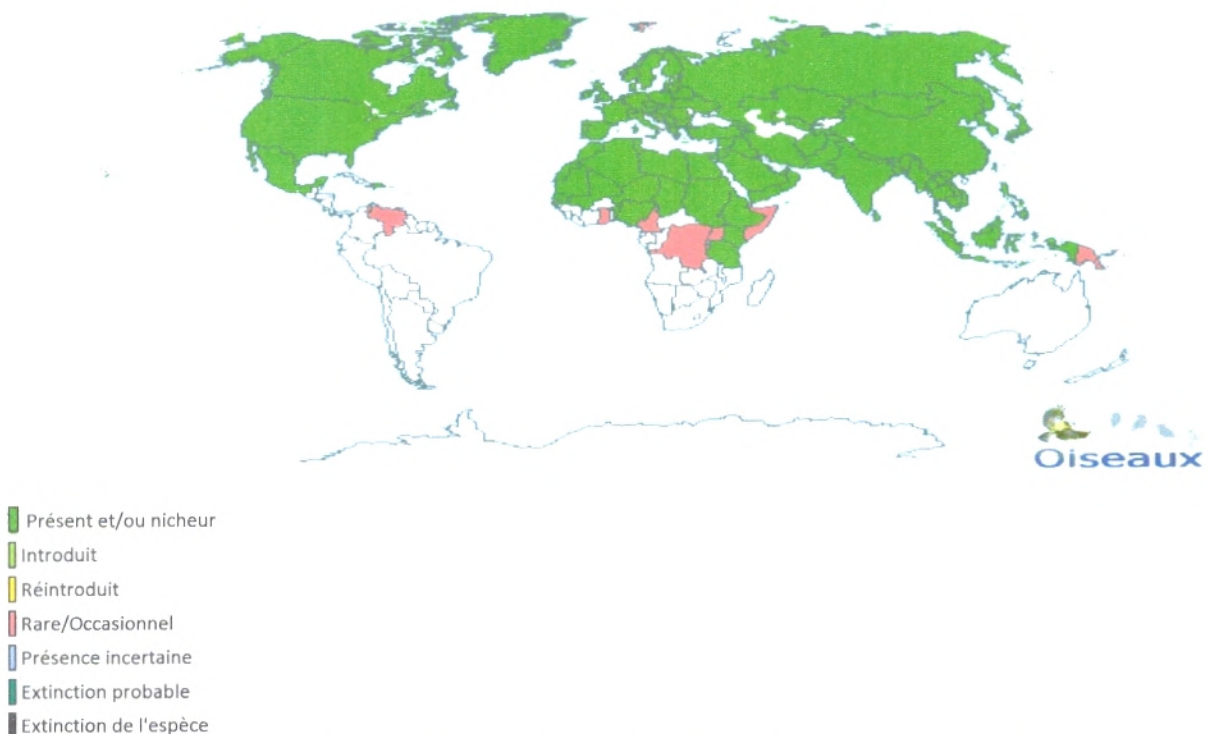 Oiseaux
Présent et/ou nicheur
Introduit
Réintroduit
Rare/Occasionnel
Présence incertaine
Extinction probable
Extinction de l'espèce